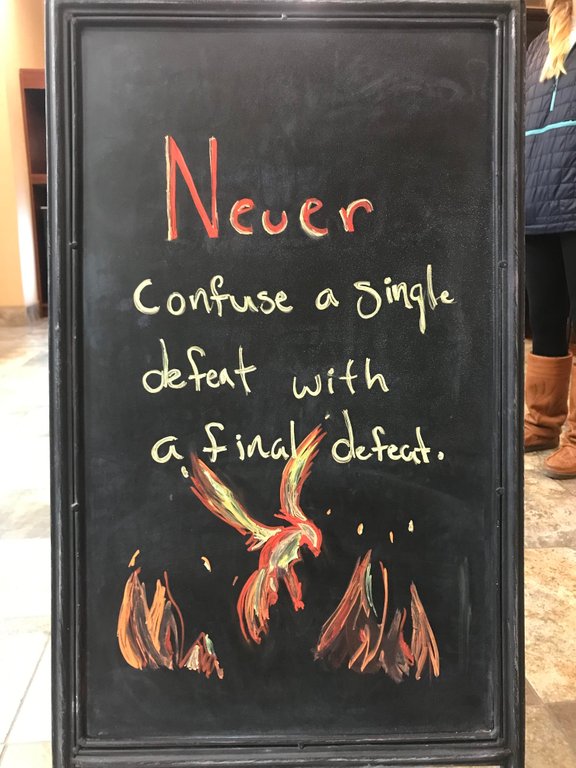 Never
Confuse a single
defeat with
a final defeat.